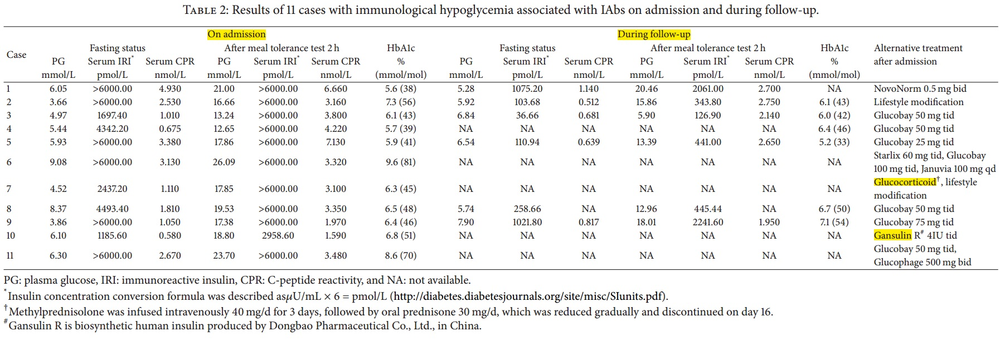 TABLE 2: Results of 11 cases with immunological hypoglycemia associated with IAbs on admission and during follow-up.
On admission During follow-up
Fasting status After meal tolerance test 2 h HbA1c Fasting status After meal tolerance test 2 h HbA1c Alternative treatment
Case PG Serum IRI* Serum CPR PG Serum IRI* Serum CPR % PG Serum IRI* Serum CPR PG Serum IRI* Serum CPR % after admission
mmol/L pmol/L nmol/L mmol/L pmol/L nmol/L (mmol/mol) mmol/L pmol/L nmol/L mmol/L pmol/L nmol/L (mmol/mol)
1 6.05 >6000.00 4.930 21.00 >6000.00 6.660 5.6 (38) 5.28 1075.20 1.140 20.46 2061.00 2.700 NA NovoNorm 0.5 mg bid
2 3.66 >6000.00 2.530 16.66 >6000.00 3.160 7.3 (56) 5.92 103.68 0.512 15.86 343.80 2.750 6.1 (43) Lifestyle modification
3 4.97 1697.40 1.010 13.24 >6000.00 3.800 6.1 (43) 6.84 36.66 0.681 5.90 126.90 2.140 6.0 (42) Glucobay 50 mg tid
4 5.44 4342.20 0.675 12.65 >6000.00 4.220 5.7 (39) NA NA NA NA NA NA 6.4 (46) Glucobay 50 mg tid
5 5.93 >6000.00 3.380 17.86 >6000.00 7.130 5.9 (41) 6.54 110.94 0.639 13.39 441.00 2.650 5.2 (33) Glucobay 25 mg tid
6 9.08 >6000.00 3.130 26.09 >6000.00 3.320 9.6 (81) NA NA NA NA NA NA NA Starlix 60 mg tid, Glucobay
100 mg tid, Januvia 100 mg qd
7 4.52 2437.20 1.110 17.85 >6000.00 3.100 6.3 (45) NA NA NA NA NA NA NA Glucocorticoid†, lifestyle
modification
8 8.37 4493.40 1.810 19.53 >6000.00 3.350 6.5 (48) 5.74 258.66 NA 12.96 445.44 NA 6.7 (50) Glucobay 50 mg tid
9 3.86 >6000.00 1.050 17.38 >6000.00 1.970 6.4 (46) 7.90 1021.80 0.817 18.01 2241.60 1.950 7.1 (54) Glucobay 75 mg tid
10 6.10 1185.60 0.580 18.80 2958.60 1.590 6.8 (51) NA NA NA NA NA NA NA Gansulin R# 4IU tid
11 6.30 >6000.00 2.670 23.70 >6000.00 3.480 8.6 (70) NA NA NA NA NA NA NA Glucobay 50 mg tid,
Glucophage 500 mg bid
PG: plasma glucose, IRI: immunoreactive insulin, CPR: C-peptide reactivity, and NA: not available.
*Insulin concentration conversion formula was described asμU/mL × 6 = pmol/L (http://diabetes.diabetesjournals.org/site/misc/SIunits.pdf).
†Methylprednisolone was infused intravenously 40 mg/d for 3 days, followed by oral prednisone 30 mg/d, which was reduced gradually and discontinued on day 16.
#Gansulin R is biosynthetic human insulin produced by Dongbao Pharmaceutical Co., Ltd., in China.